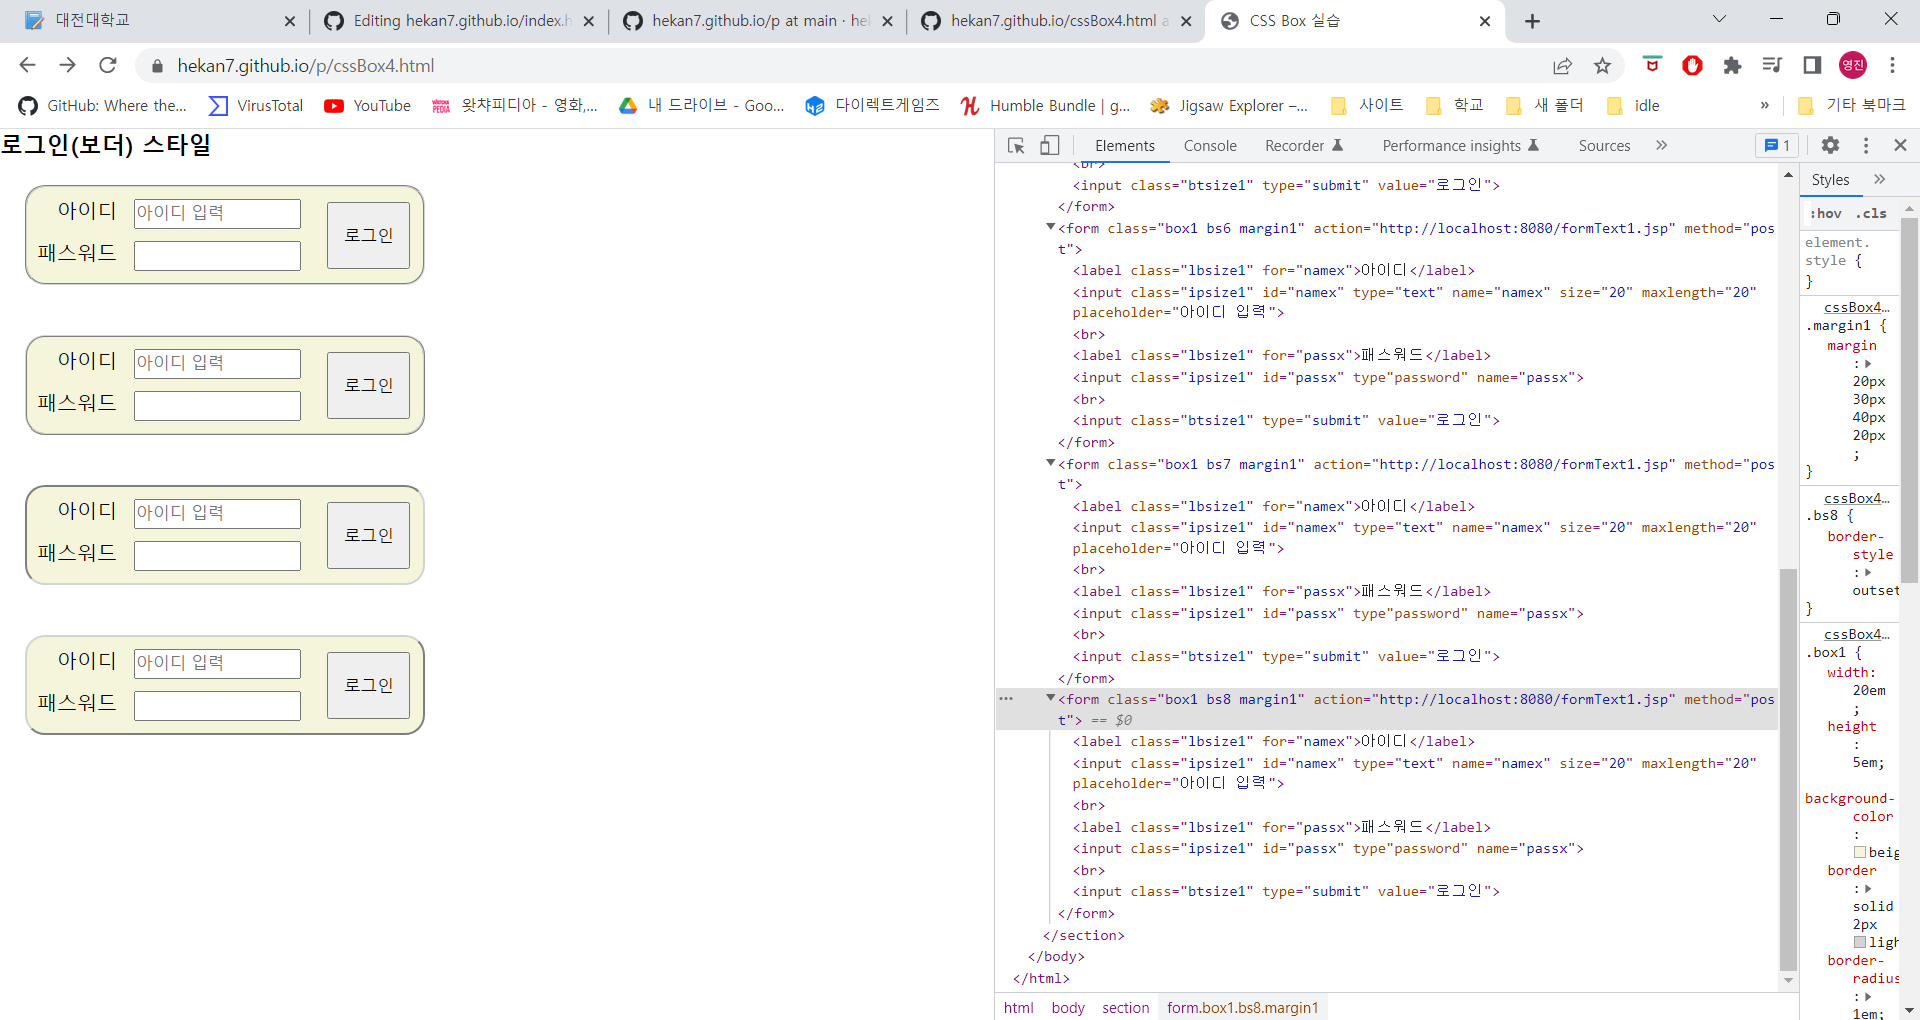 대전대학교
Editing hekan7.github.io/index.h
hekan7.github.io/p at main · hek
hekan7.github.io/cssBox4.html a
CSS Box 실습
hekan7.github.io/p/cssBox4.html
영진
GitHub: Where the...
VirusTotal
YouTube
WATCHA PEDIA
왓챠피디아 - 영화,...
내 드라이브 - Goo...
다이렉트게임즈
Humble Bundle | g...
Jigsaw Explorer –...
사이트
학교
새 폴더
idle
»
기타 북마크
로그인(보더) 스타일
아이디
아이디 입력
패스워드
로그인
아이디
아이디 입력
패스워드
로그인
아이디
아이디 입력
패스워드
로그인
아이디
아이디 입력
패스워드
로그인
Elements
Console
Recorder
Performance insights
Sources
»
1
<br>
<input class="btsize1" type="submit" value="로그인">
</form>
<form class="box1 bs6 margin1" action="http://localhost:8080/formText1.jsp" method="pos
t">
<label class="lbsize1" for="namex">아이디</label>
<input class="ipsize1" id="namex" type="text" name="namex" size="20" maxlength="20"
placeholder="아이디 입력">
<br>
<label class="lbsize1" for="passx">패스워드</label>
<input class="ipsize1" id="passx" type"password" name="passx">
<br>
<input class="btsize1" type="submit" value="로그인">
</form>
<form class="box1 bs7 margin1" action="http://localhost:8080/formText1.jsp" method="pos
t">
<label class="lbsize1" for="namex">아이디</label>
<input class="ipsize1" id="namex" type="text" name="namex" size="20" maxlength="20"
placeholder="아이디 입력">
<br>
<label class="lbsize1" for="passx">패스워드</label>
<input class="ipsize1" id="passx" type"password" name="passx">
<br>
<input class="btsize1" type="submit" value="로그인">
</form>
<form class="box1 bs8 margin1" action="http://localhost:8080/formText1.jsp" method="pos
t"> == $0
<label class="lbsize1" for="namex">아이디</label>
<input class="ipsize1" id="namex" type="text" name="namex" size="20" maxlength="20"
placeholder="아이디 입력">
<br>
<label class="lbsize1" for="passx">패스워드</label>
<input class="ipsize1" id="passx" type"password" name="passx">
<br>
<input class="btsize1" type="submit" value="로그인">
</form>
</section>
</body>
</html>
html
body
section
form.box1.bs8.margin1
Styles
»
:hov
.cls
element.
style {
}
cssBox4…
.margin1 {
margin
:
20px
30px
40px
20px
;
}
cssBox4…
.bs8 {
border-
style
:
outset
}
cssBox4…
.box1 {
width:
20em
;
height
:
5em;
background-
color
:
beig
border
:
solid
2px
ligh
border-
radius
:
1em;